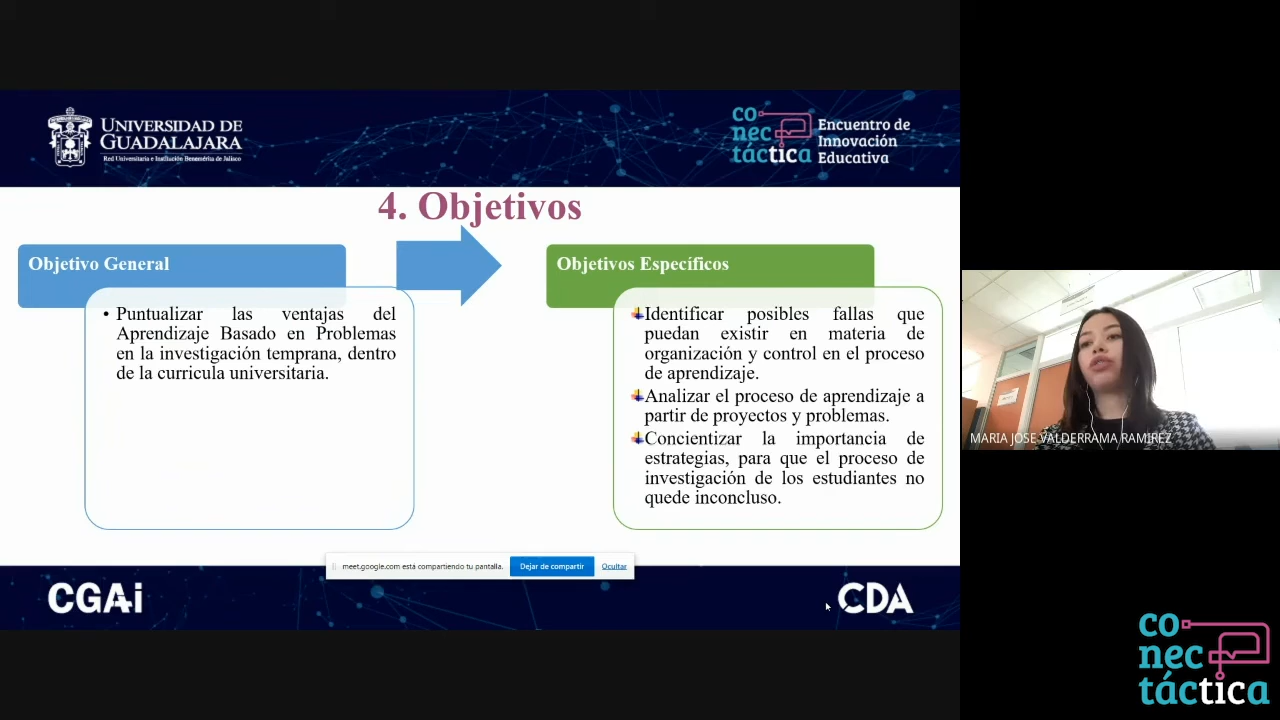 UNIVERSIDAD DE
GUADALAJARA
Red Universitaria e Institución Benemérita de Jalisco
co
nec
táctica
Encuentro de
Innovación
Educativa
4. Objetivos
Objetivo General
• Puntualizar las ventajas del
Aprendizaje Basado en Problemas
en la investigación temprana, dentro
de la curricula universitaria.
Objetivos Específicos
Identificar posibles fallas que
puedan existir en materia de
organización y control en el proceso
de aprendizaje.
Analizar el proceso de aprendizaje a
partir de proyectos y problemas.
Concientizar la importancia de
estrategias, para que el proceso de
investigación de los estudiantes no
quede inconcluso.
meet.google.com está compartiendo tu pantalla.
Dejar de compartir
Ocultar
CGAi
CDA
MARIA JOSE VALDERRAMA RAMIREZ
co
nec
táctica